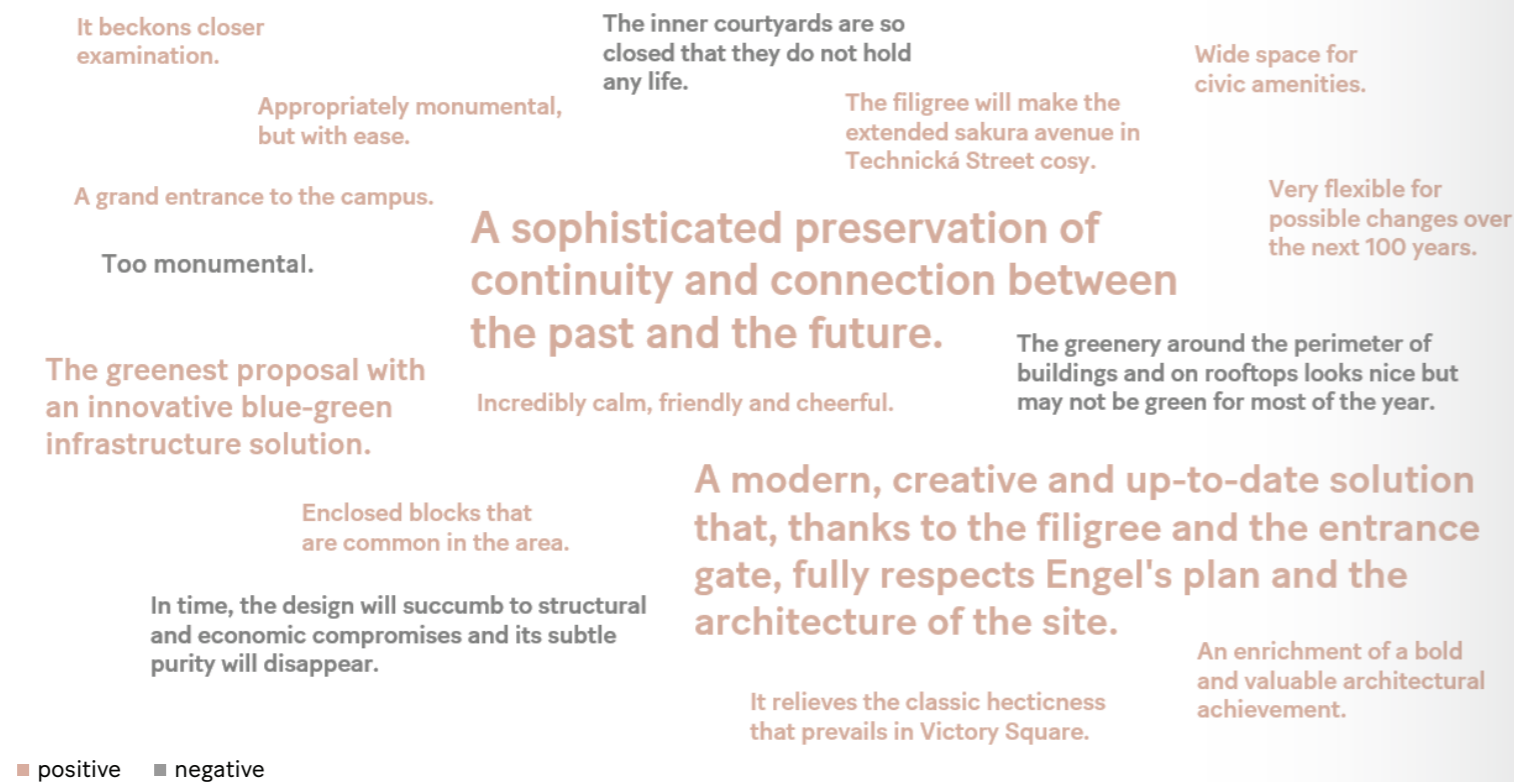 It beckons closer
examination.
The inner courtyards are so
closed that they do not hold
any life.
Wide space for
civic amenities.
Appropriately monumental,
but with ease.
The filigree will make the
extended sakura avenue in
Technická Street cosy.
A grand entrance to the campus.
Very flexible for
possible changes over
the next 100 years.
A sophisticated preservation of
continuity and connection between
the past and the future.
Too monumental.
The greenery around the perimeter of
buildings and on rooftops looks nice but
may not be green for most of the year.
The greenest proposal with
an innovative blue-green
infrastructure solution.
Incredibly calm, friendly and cheerful.
A modern, creative and up-to-date solution
that, thanks to the filigree and the entrance
gate, fully respects Engel's plan and the
architecture of the site.
Enclosed blocks that
are common in the area.
In time, the design will succumb to structural
and economic compromises and its subtle
purity will disappear.
An enrichment of a bold
and valuable architectural
achievement.
It relieves the classic hecticness
that prevails in Victory Square.
positive negative